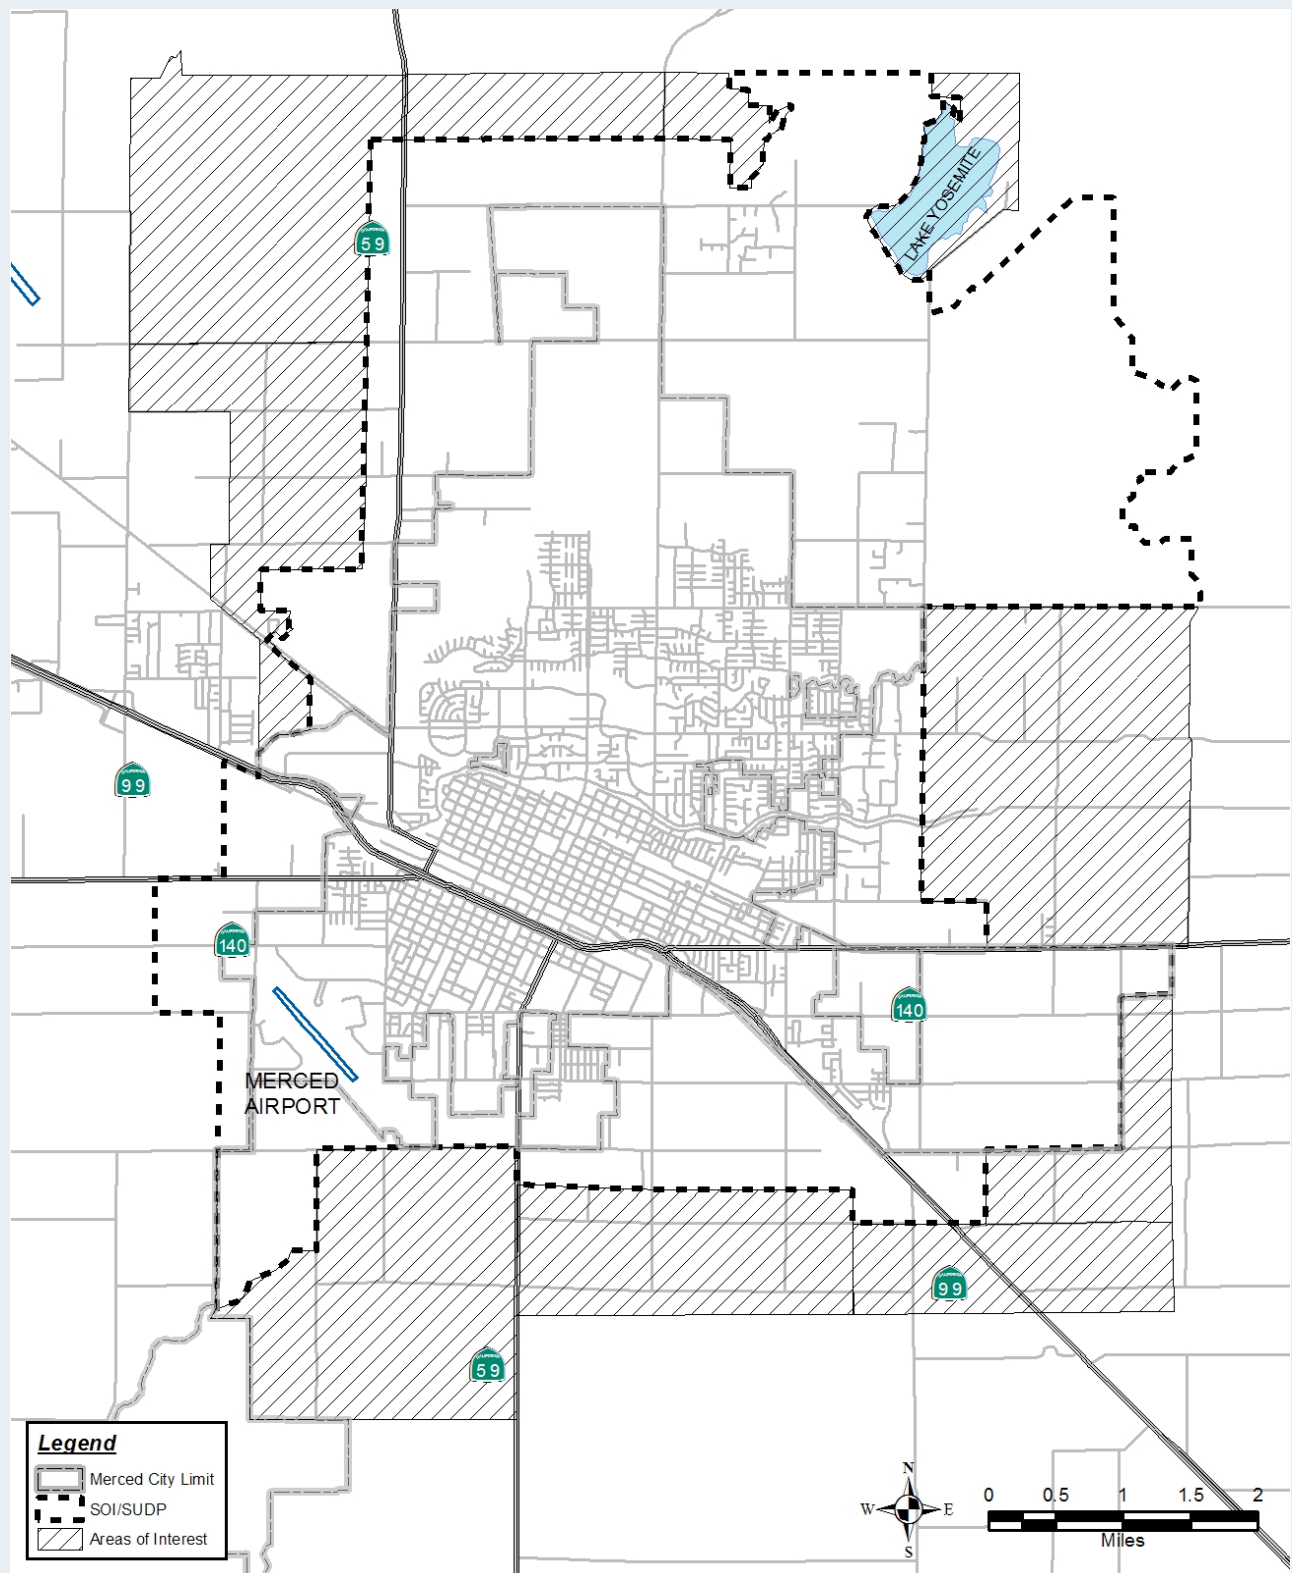 59
LAKE YOSEMITE
99
140
140
MERCED
AIRPORT
99
59
Legend
Merced City Limit
SOI/SUDP
Areas of Interest
N
W
E
S
0 0.5 1 1.5 2
Miles